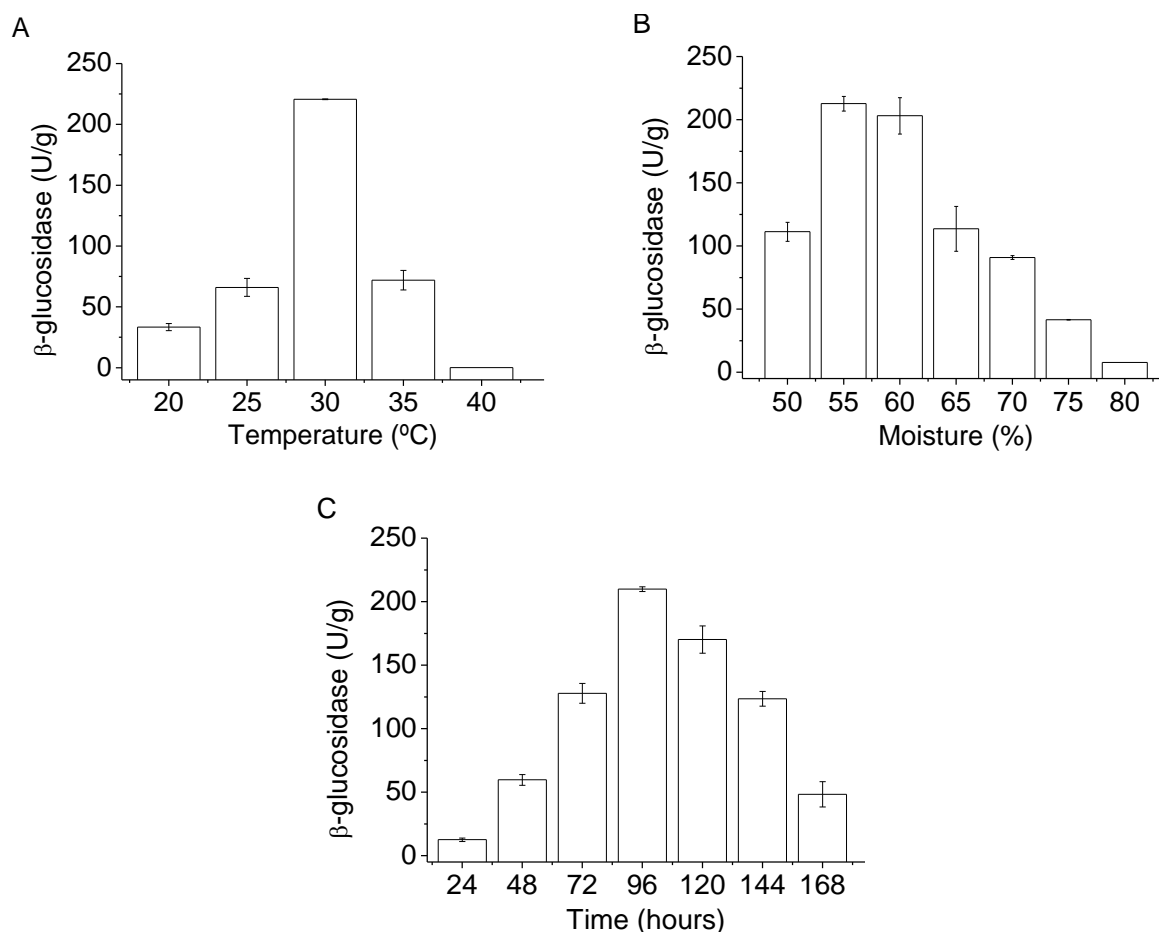 A
β-glucosidase (U/g)
250
200
150
100
50
0
20 25 30 35 40
Temperature (ºC)
B
β-glucosidase (U/g)
250
200
150
100
50
0
50 55 60 65 70 75 80
Moisture (%)
C
β-glucosidase (U/g)
250
200
150
100
50
0
24 48 72 96 120 144 168
Time (hours)